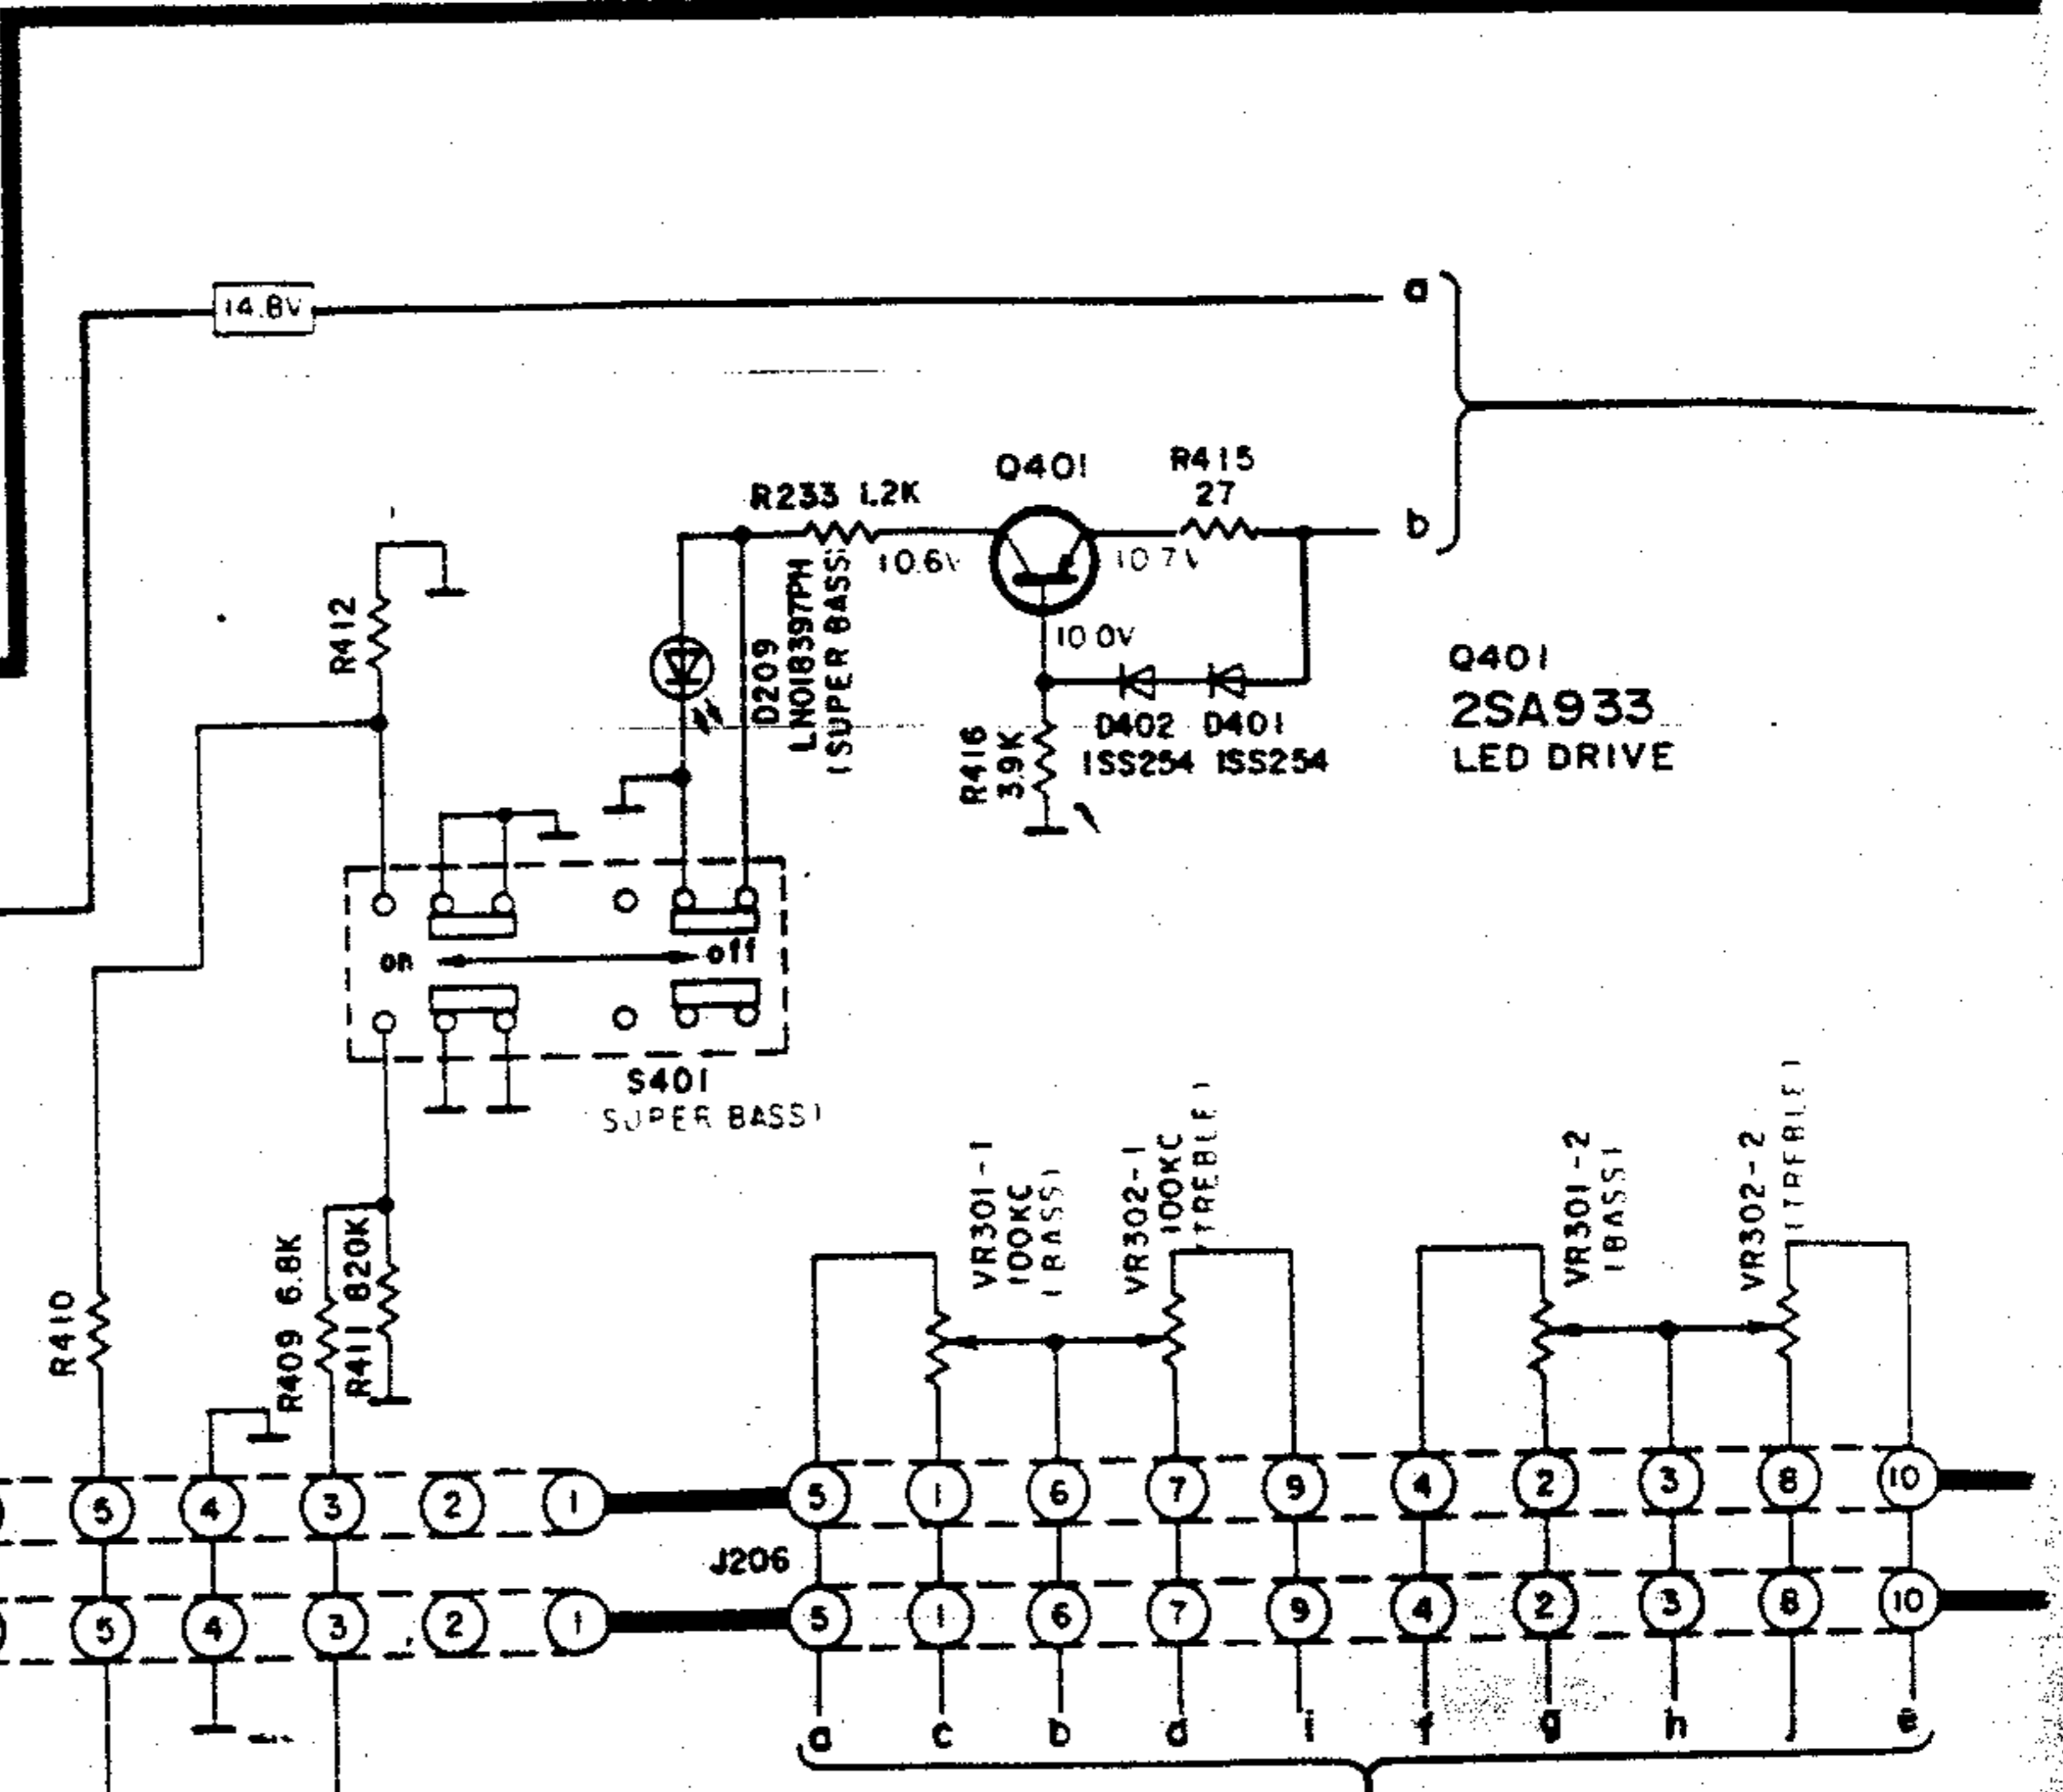 14.8V
a
b
Q401
R415
27
R233 1.2K
10.6V
10.7V
10.0V
R412
D209
LN018397PH
(SUPER BASS)
R416
3.9K
D402 D401
1SS254 1SS254
Q401
2SA933
LED DRIVE
on
off
S401
SUPER BASS)
VR301-1
100KC
(BASS)
VR302-1
100KC
(TREBLE)
VR301-2
(BASS)
VR302-2
(TREBLE)
R410
R409 6.8K
R411 820K
5 4 3 2 1 5 1 6 7 9 4 2 3 8 10
J206
5 4 3 2 1 5 1 6 7 9 4 2 3 8 10
a c b d i f g h j e